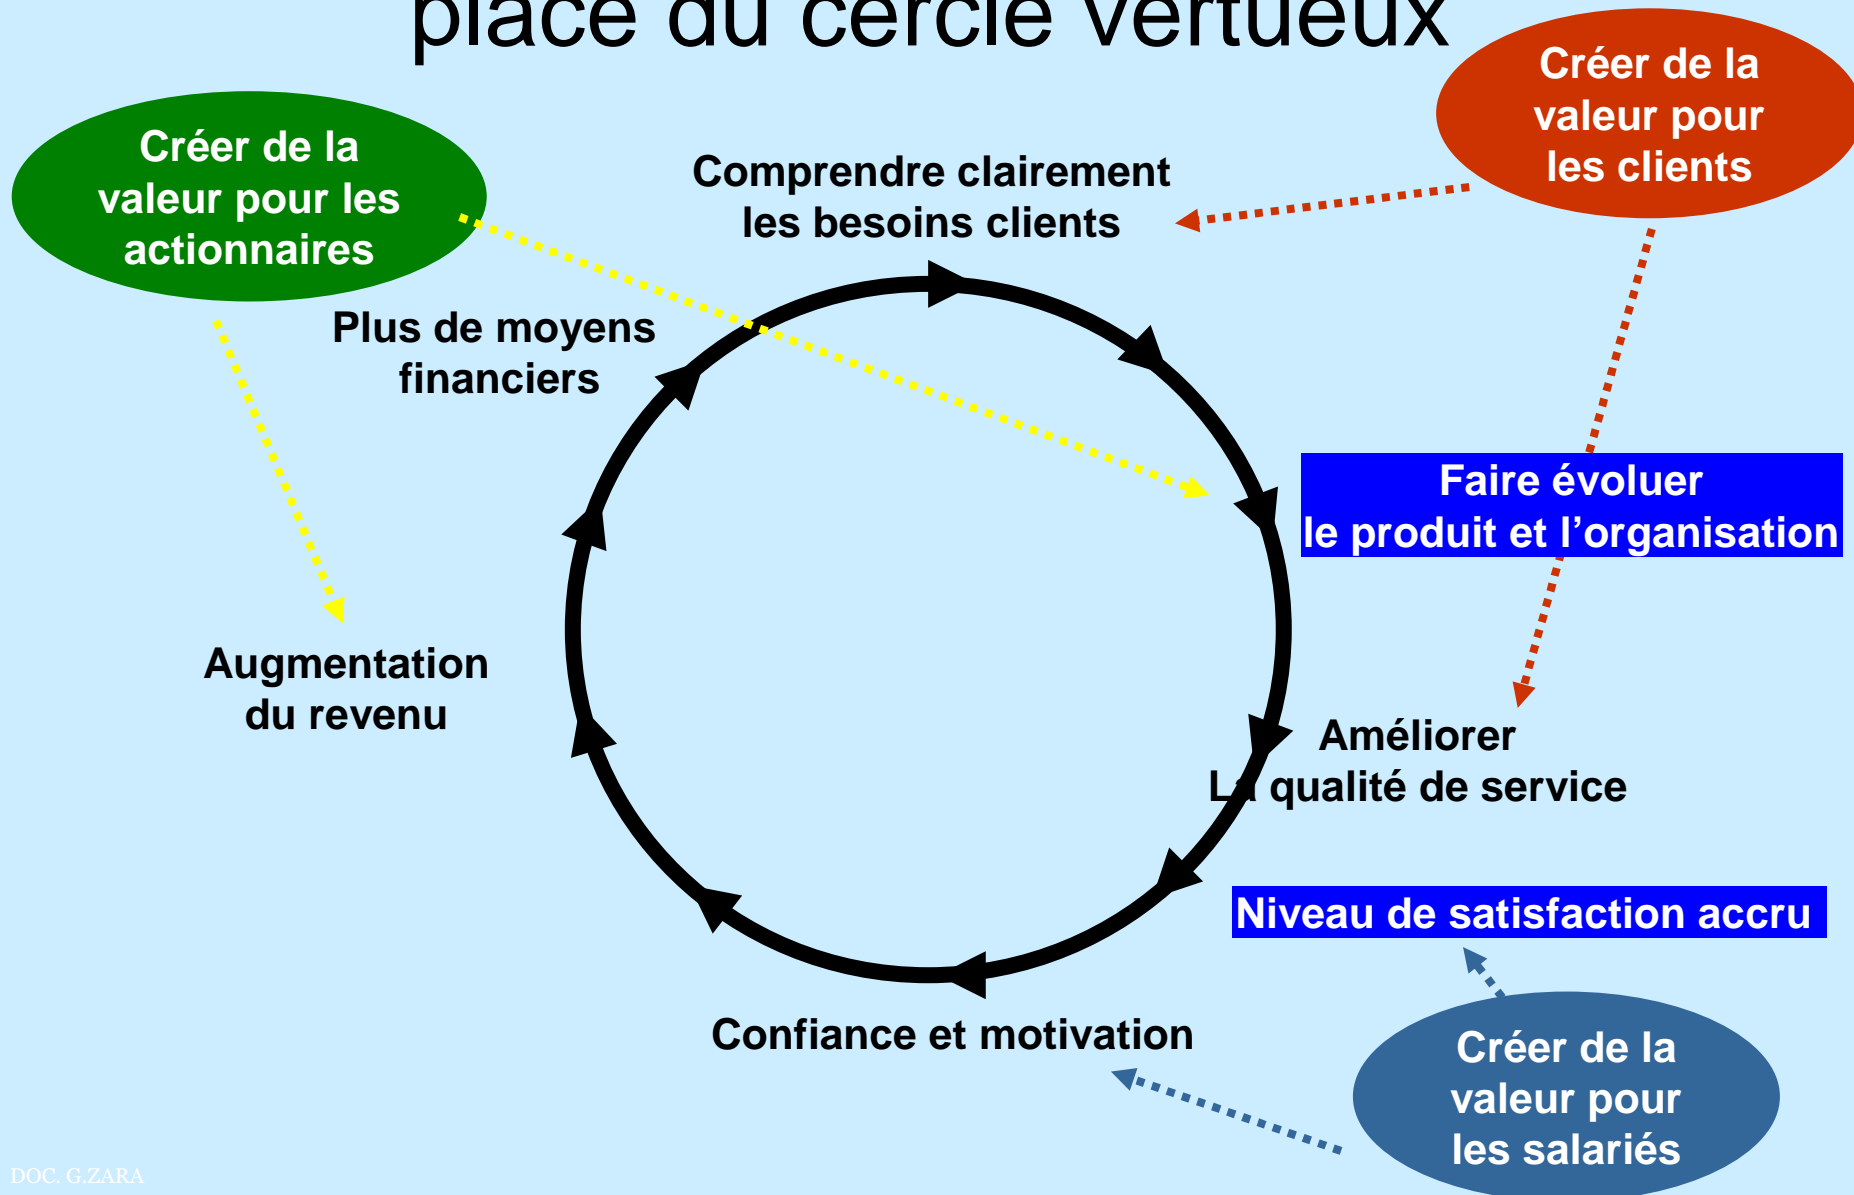 place du cercle vertueux
Créer de la
valeur pour
les clients
Créer de la
valeur pour les
actionnaires
Comprendre clairement
les besoins clients
Plus de moyens
financiers
Faire évoluer
le produit et l’organisation
Augmentation
du revenu
Améliorer
La qualité de service
Niveau de satisfaction accru
Confiance et motivation
Créer de la
valeur pour
les salariés
DOC. G.ZARA